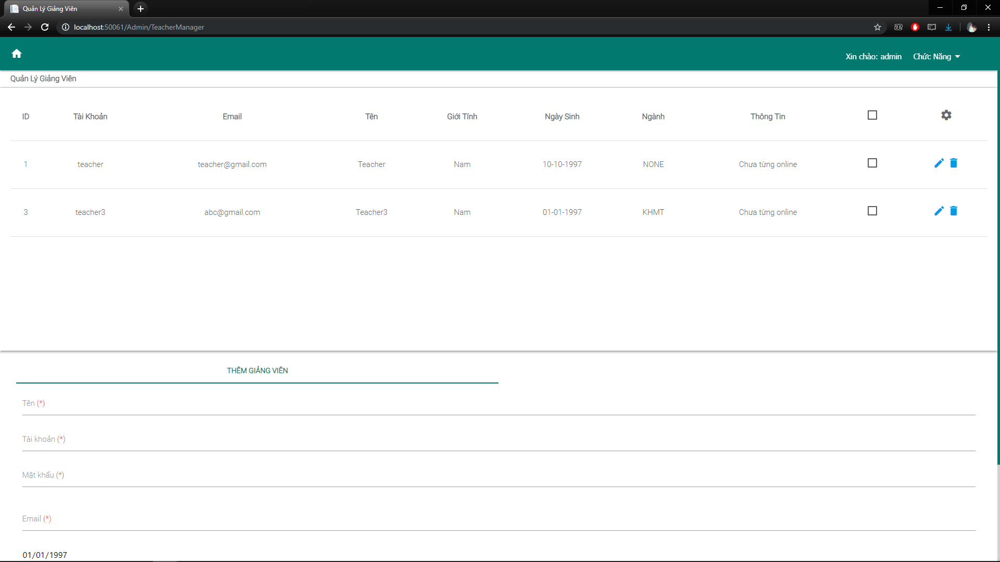 Quản Lý Giảng Viên
localhost:50061/Admin/TeacherManager
Xin chào: admin Chức Năng
Quản Lý Giảng Viên
ID Tài Khoản Email Tên Giới Tính Ngày Sinh Ngành Thông Tin
1 teacher teacher@gmail.com Teacher Nam 10-10-1997 NONE Chưa từng online
3 teacher3 abc@gmail.com Teacher3 Nam 01-01-1997 KHMT Chưa từng online
THÊM GIẢNG VIÊN
Tên (*)
Tài khoản (*)
Mật khẩu (*)
Email (*)
01/01/1997